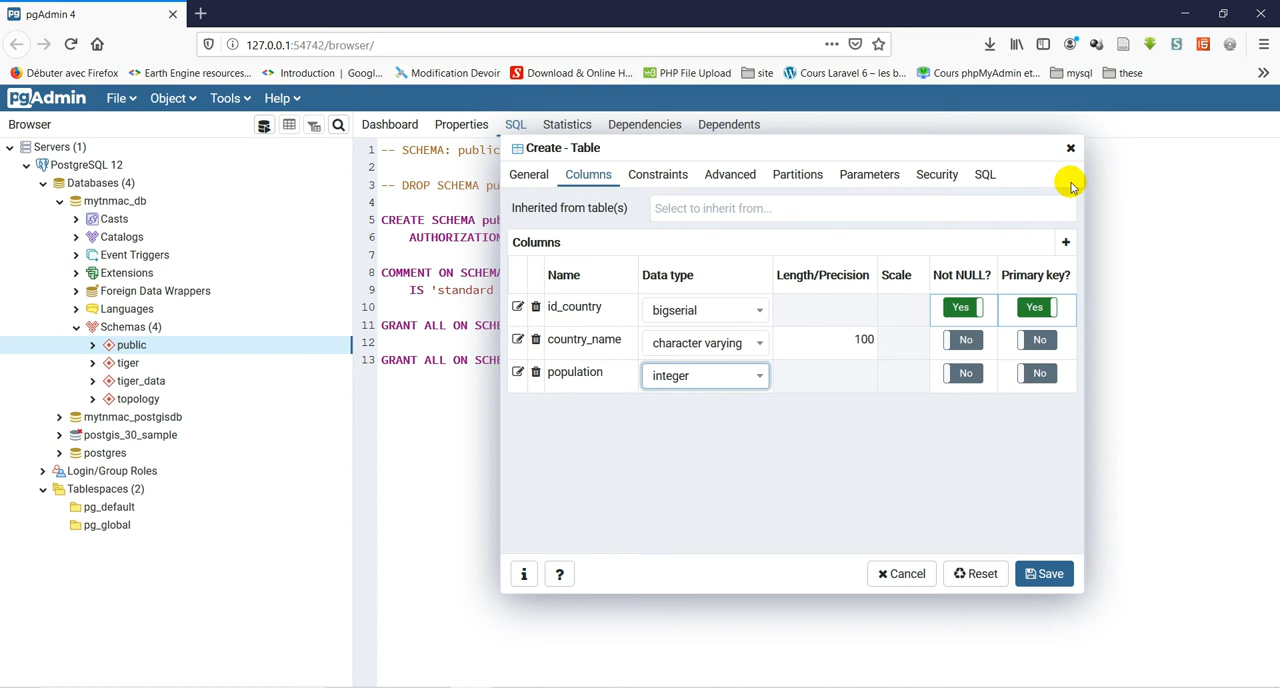 pgAdmin 4
127.0.0.1:54742/browser/
Débuter avec Firefox Earth Engine resources... Introduction | Googl... Modification Devoir Download & Online H... PHP File Upload site Cours Laravel 6 – les b... Cours phpMyAdmin et... mysql these
pgAdmin File Object Tools Help
Browser
Dashboard Properties SQL Statistics Dependencies Dependents
Servers (1)
PostgreSQL 12
Databases (4)
mytnmac_db
Casts
Catalogs
Event Triggers
Extensions
Foreign Data Wrappers
Languages
Schemas (4)
public
tiger
tiger_data
topology
mytnmac_postgisdb
postgis_30_sample
postgres
Login/Group Roles
Tablespaces (2)
pg_default
pg_global
1 -- SCHEMA: public
2
3 -- DROP SCHEMA pu
4
5 CREATE SCHEMA pub
6 AUTHORIZATION
7
8 COMMENT ON SCHEMA
9 IS 'standard
10
11 GRANT ALL ON SCHE
12
13 GRANT ALL ON SCHE
Create - Table
General Columns Constraints Advanced Partitions Parameters Security SQL
Inherited from table(s) Select to inherit from...
Columns
Name Data type Length/Precision Scale Not NULL? Primary key?
id_country bigserial Yes Yes
country_name character varying 100 No No
population integer No No
i ? Cancel Reset Save